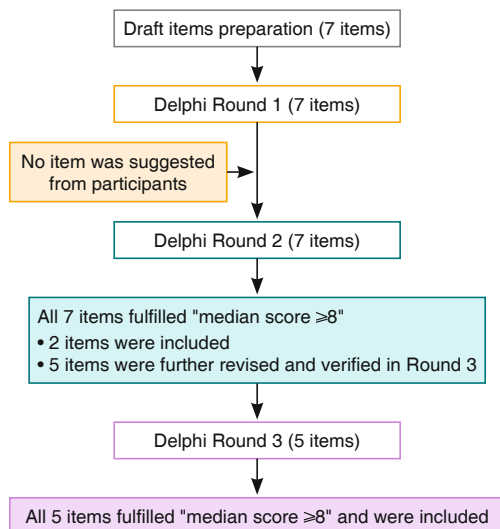 Draft items preparation (7 items)
Delphi Round 1 (7 items)
No item was suggested
from participants
Delphi Round 2 (7 items)
All 7 items fulfilled "median score ⩾8"
• 2 items were included
• 5 items were further revised and verified in Round 3
Delphi Round 3 (5 items)
All 5 items fulfilled "median score ⩾8" and were included